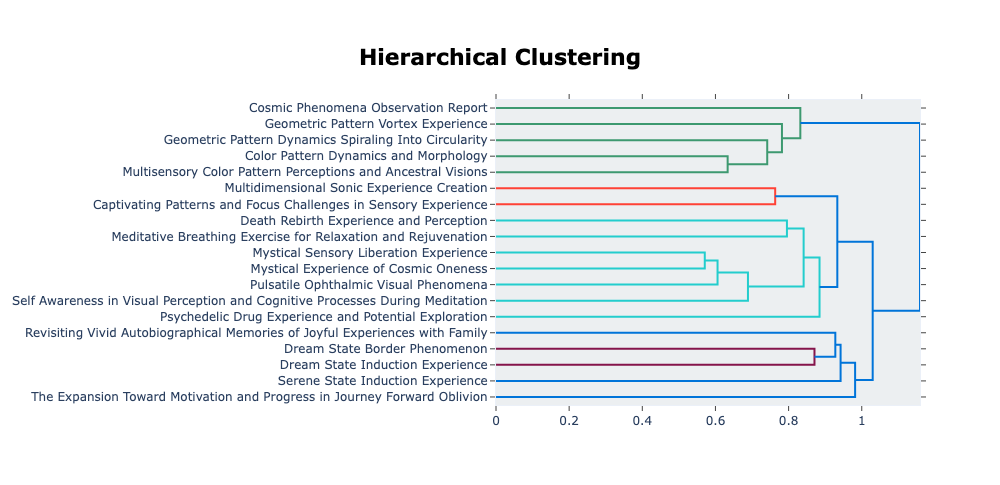 Hierarchical Clustering
Cosmic Phenomena Observation Report
Geometric Pattern Vortex Experience
Geometric Pattern Dynamics Spiraling Into Circularity
Color Pattern Dynamics and Morphology
Multisensory Color Pattern Perceptions and Ancestral Visions
Multidimensional Sonic Experience Creation
Captivating Patterns and Focus Challenges in Sensory Experience
Death Rebirth Experience and Perception
Meditative Breathing Exercise for Relaxation and Rejuvenation
Mystical Sensory Liberation Experience
Mystical Experience of Cosmic Oneness
Pulsatile Ophthalmic Visual Phenomena
Self Awareness in Visual Perception and Cognitive Processes During Meditation
Psychedelic Drug Experience and Potential Exploration
Revisiting Vivid Autobiographical Memories of Joyful Experiences with Family
Dream State Border Phenomenon
Dream State Induction Experience
Serene State Induction Experience
The Expansion Toward Motivation and Progress in Journey Forward Oblivion
0 0.2 0.4 0.6 0.8 1